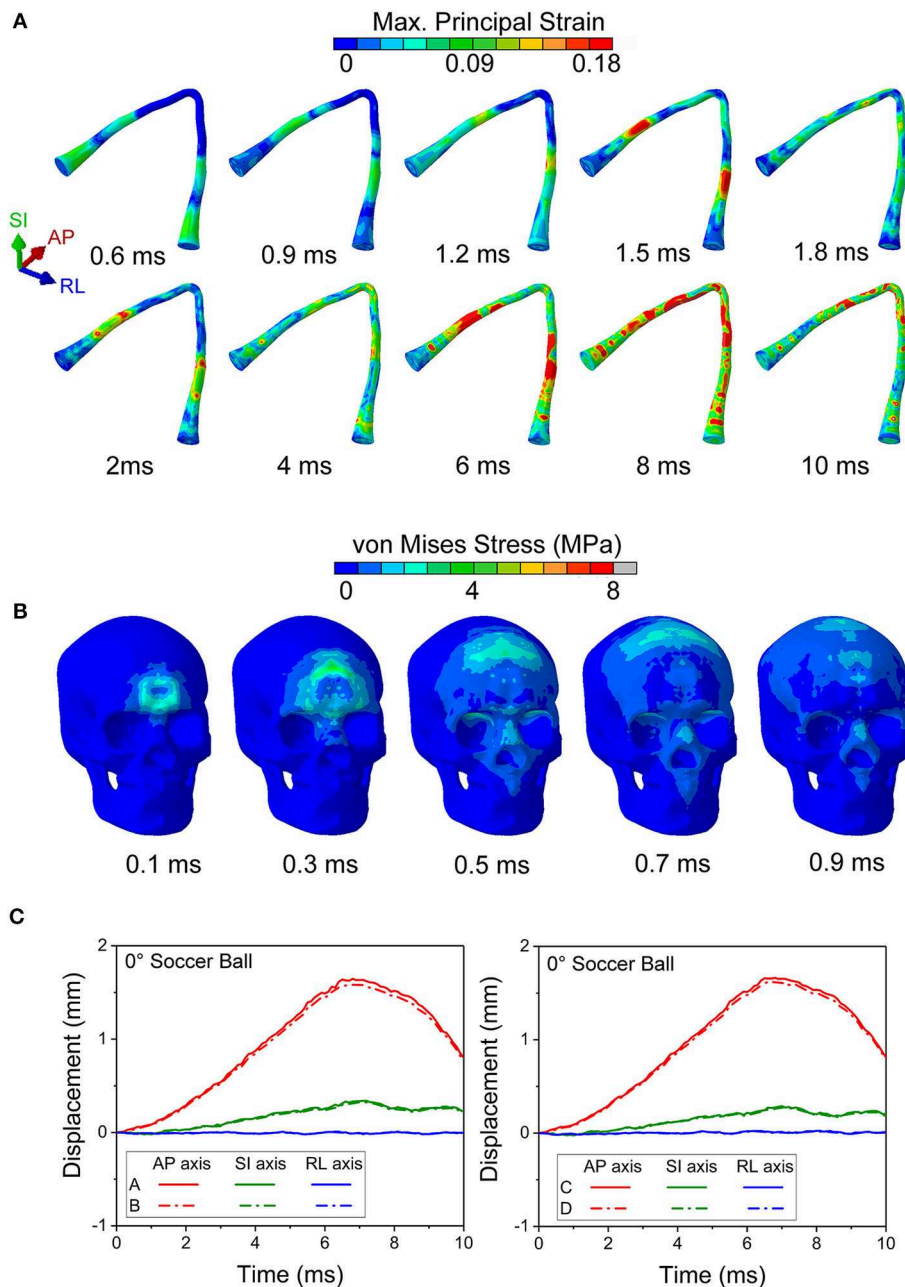 A
Max. Principal Strain
0 0.09 0.18
SI
AP
RL
0.6 ms 0.9 ms 1.2 ms 1.5 ms 1.8 ms
2ms 4 ms 6 ms 8 ms 10 ms
von Mises Stress (MPa)
0 4 8
B
0.1 ms 0.3 ms 0.5 ms 0.7 ms 0.9 ms
C
0° Soccer Ball
Displacement (mm)
2
1
0
-1
AP axis SI axis RL axis
A
B
0 2 4 6 8 10
Time (ms)
0° Soccer Ball
Displacement (mm)
2
1
0
-1
AP axis SI axis RL axis
C
D
0 2 4 6 8 10
Time (ms)